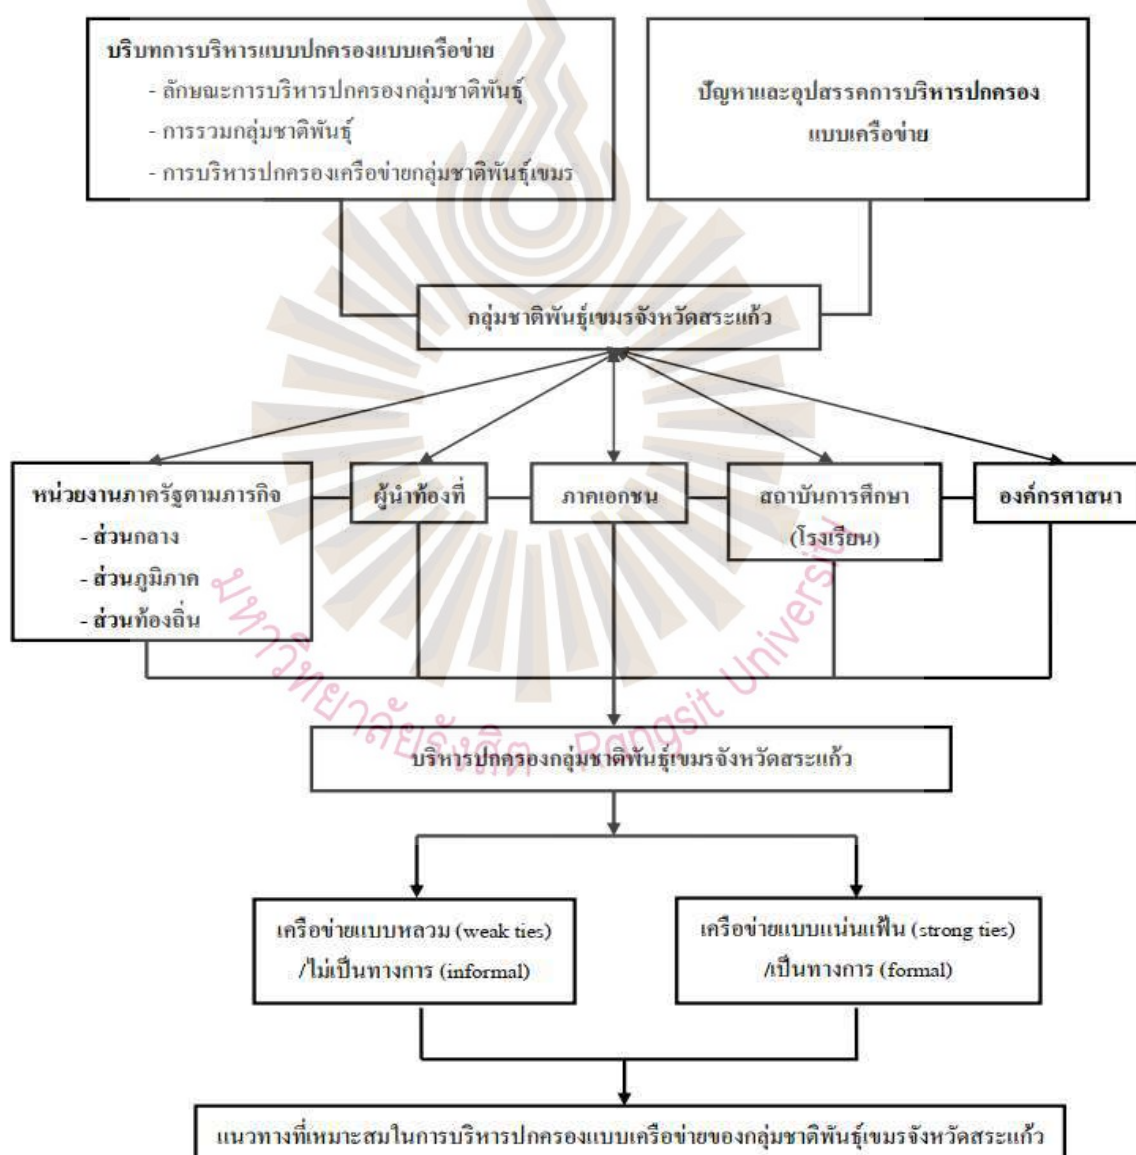 บริบทการบริหารแบบปกครองแบบเครือข่าย
- ลักษณะการบริหารปกครองกลุ่มชาติพันธุ์
- การรวมกลุ่มชาติพันธุ์
- การบริหารปกครองเครือข่ายกลุ่มชาติพันธุ์เขมร
ปัญหาและอุปสรรคการบริหารปกครอง
แบบเครือข่าย
กลุ่มชาติพันธุ์เขมรจังหวัดสระแก้ว
หน่วยงานภาครัฐตามภารกิจ
- ส่วนกลาง
- ส่วนภูมิภาค
- ส่วนท้องถิ่น
ผู้นำท้องที่
ภาคเอกชน
สถาบันการศึกษา
(โรงเรียน)
องค์กรศาสนา
มหาวิทยาลัยรังสิต Rangsit University
บริหารปกครองกลุ่มชาติพันธุ์เขมรจังหวัดสระแก้ว
เครือข่ายแบบหลวม (weak ties)
/ไม่เป็นทางการ (informal)
เครือข่ายแบบแน่นแฟ้น (strong ties)
/เป็นทางการ (formal)
แนวทางที่เหมาะสมในการบริหารปกครองแบบเครือข่ายของกลุ่มชาติพันธุ์เขมรจังหวัดสระแก้ว